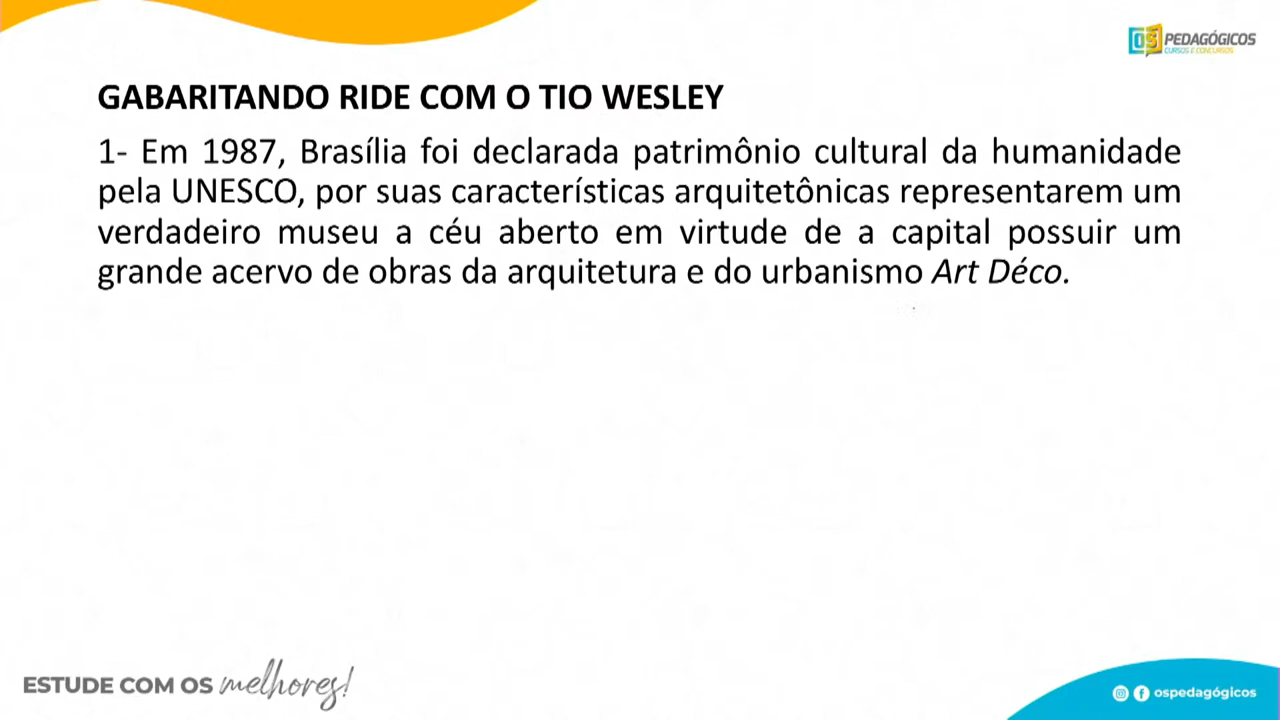 OS PEDAGÓGICOS
CURSOS E CONCURSOS
GABARITANDO RIDE COM O TIO WESLEY
1- Em 1987, Brasília foi declarada patrimônio cultural da humanidade
pela UNESCO, por suas características arquitetônicas representarem um
verdadeiro museu a céu aberto em virtude de a capital possuir um
grande acervo de obras da arquitetura e do urbanismo Art Déco.
ESTUDE COM OS melhores!
ospedagógicos